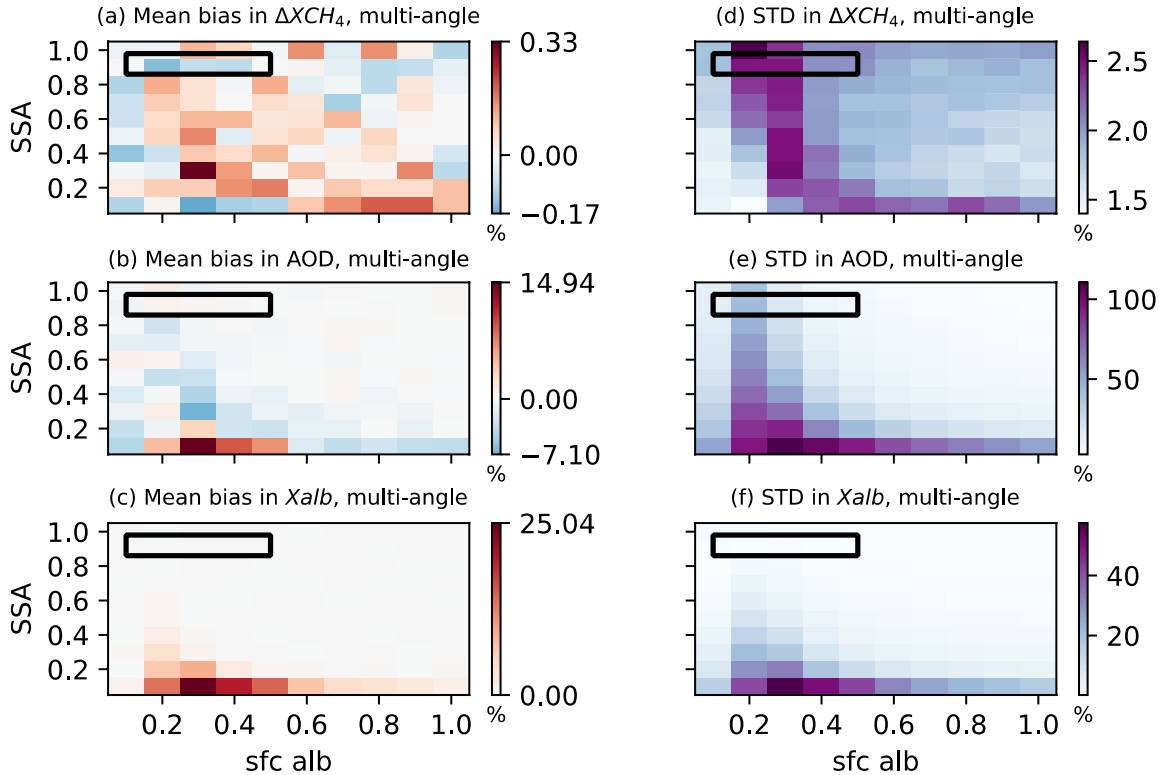 (a) Mean bias in ΔXCH₄, multi-angle
SSA
1.0
0.8
0.6
0.4
0.2
0.33
0.00
−0.17
%
(d) STD in ΔXCH₄, multi-angle
2.5
2.0
1.5
%
(b) Mean bias in AOD, multi-angle
SSA
1.0
0.8
0.6
0.4
0.2
14.94
0.00
−7.10
%
(e) STD in AOD, multi-angle
100
50
%
(c) Mean bias in Xalb, multi-angle
SSA
1.0
0.8
0.6
0.4
0.2
0.2 0.4 0.6 0.8 1.0
sfc alb
25.04
0.00
%
(f) STD in Xalb, multi-angle
0.2 0.4 0.6 0.8 1.0
sfc alb
40
20
%